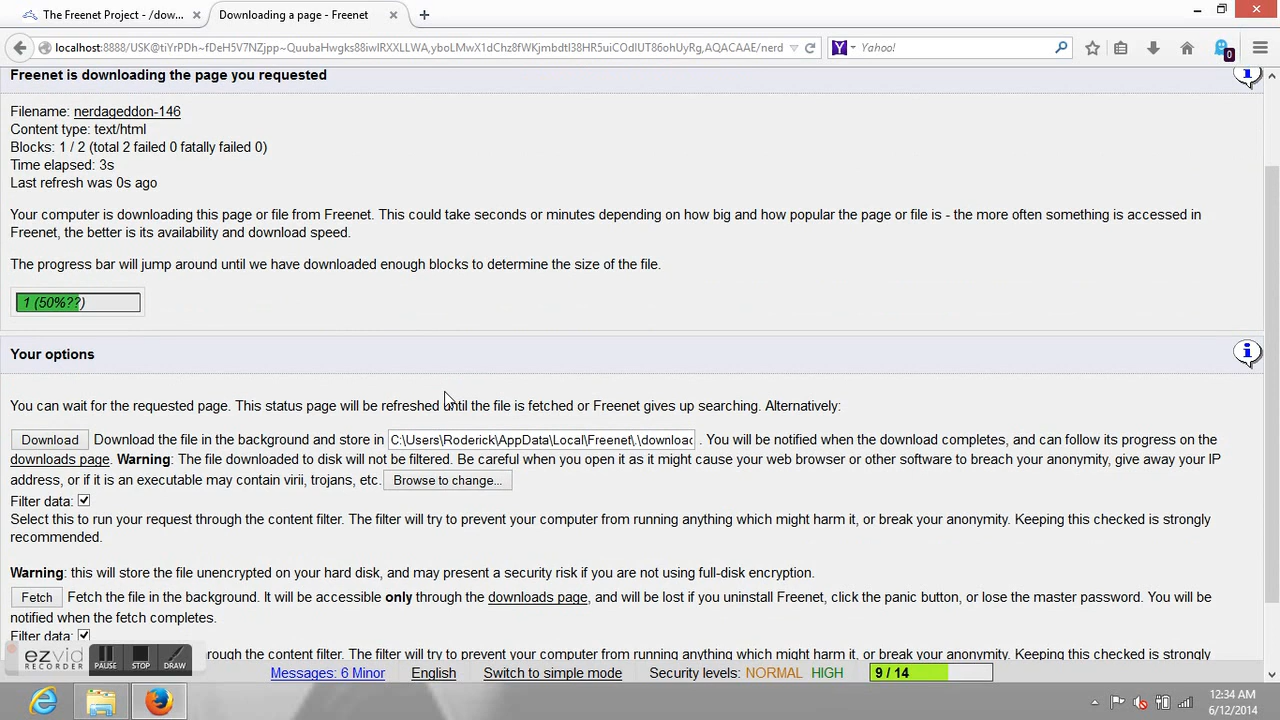 The Freenet Project - /dow...
Downloading a page - Freenet
localhost:8888/USK@tiYrPDh~fDeH5V7NZjpp~QuubaHwgks88iwlRXXLLWA,yboLMwX1dChz8fWKjmbdtl38HR5uiCOdIUT86ohUyRg,AQACAAE/nerd
Yahoo!
0
Freenet is downloading the page you requested
Filename: nerdageddon-146
Content type: text/html
Blocks: 1 / 2 (total 2 failed 0 fatally failed 0)
Time elapsed: 3s
Last refresh was 0s ago
Your computer is downloading this page or file from Freenet. This could take seconds or minutes depending on how big and how popular the page or file is - the more often something is accessed in
Freenet, the better is its availability and download speed.
The progress bar will jump around until we have downloaded enough blocks to determine the size of the file.
1 (50%??)
Your options
You can wait for the requested page. This status page will be refreshed until the file is fetched or Freenet gives up searching. Alternatively:
Download Download the file in the background and store in C:\Users\Roderick\AppData\Local\Freenet\.\download . You will be notified when the download completes, and can follow its progress on the
downloads page. Warning: The file downloaded to disk will not be filtered. Be careful when you open it as it might cause your web browser or other software to breach your anonymity, give away your IP
address, or if it is an executable may contain virii, trojans, etc. Browse to change...
Filter data:
Select this to run your request through the content filter. The filter will try to prevent your computer from running anything which might harm it, or break your anonymity. Keeping this checked is strongly
recommended.
Warning: this will store the file unencrypted on your hard disk, and may present a security risk if you are not using full-disk encryption.
Fetch Fetch the file in the background. It will be accessible only through the downloads page, and will be lost if you uninstall Freenet, click the panic button, or lose the master password. You will be
notified when the fetch completes.
Filter data:
rough the content filter. The filter will try to prevent your computer from running anything which might harm it, or break your anonymity. Keeping this checked is strongly
ezvid
RECORDER
PAUSE
STOP
DRAW
Messages: 6 Minor
English
Switch to simple mode
Security levels: NORMAL HIGH
9 / 14
12:34 AM
6/12/2014